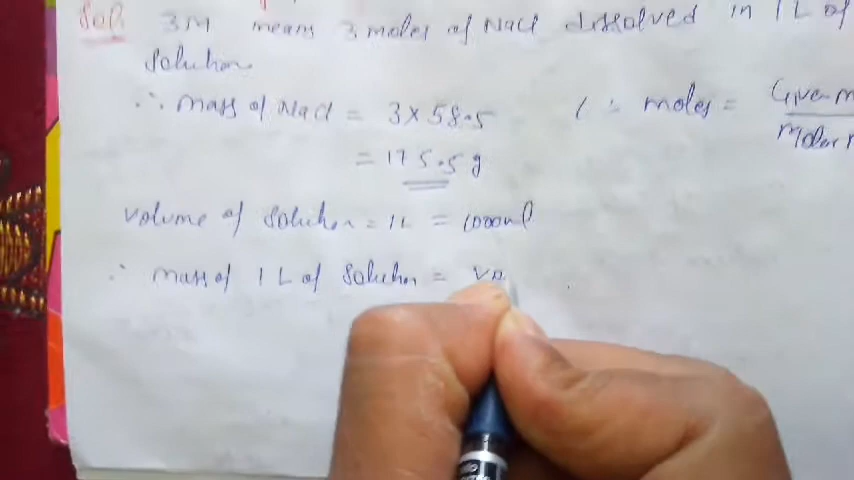 Sol. 3M means 3 moles of NaCl dissolved in 1L of
solution
∴ mass of NaCl = 3 × 58.5 (∵ moles = Given m
Molar
= 175.5 g
volume of solution = 1L = 1000ml
∴ mass of 1 L of solution = vo